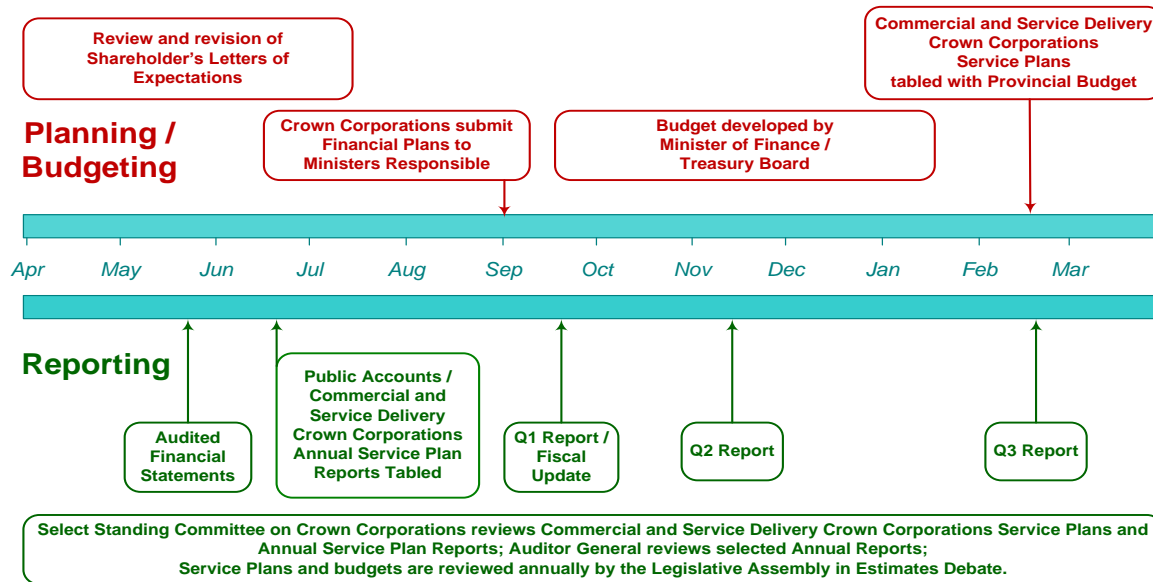 Review and revision of
Shareholder's Letters of
Expectations
Commercial and Service Delivery
Crown Corporations
Service Plans
tabled with Provincial Budget
Planning /
Budgeting
Crown Corporations submit
Financial Plans to
Ministers Responsible
Budget developed by
Minister of Finance /
Treasury Board
Apr May Jun Jul Aug Sep Oct Nov Dec Jan Feb Mar
Reporting
Audited
Financial
Statements
Public Accounts /
Commercial and
Service Delivery
Crown Corporations
Annual Service Plan
Reports Tabled
Q1 Report /
Fiscal
Update
Q2 Report
Q3 Report
Select Standing Committee on Crown Corporations reviews Commercial and Service Delivery Crown Corporations Service Plans and
Annual Service Plan Reports; Auditor General reviews selected Annual Reports;
Service Plans and budgets are reviewed annually by the Legislative Assembly in Estimates Debate.